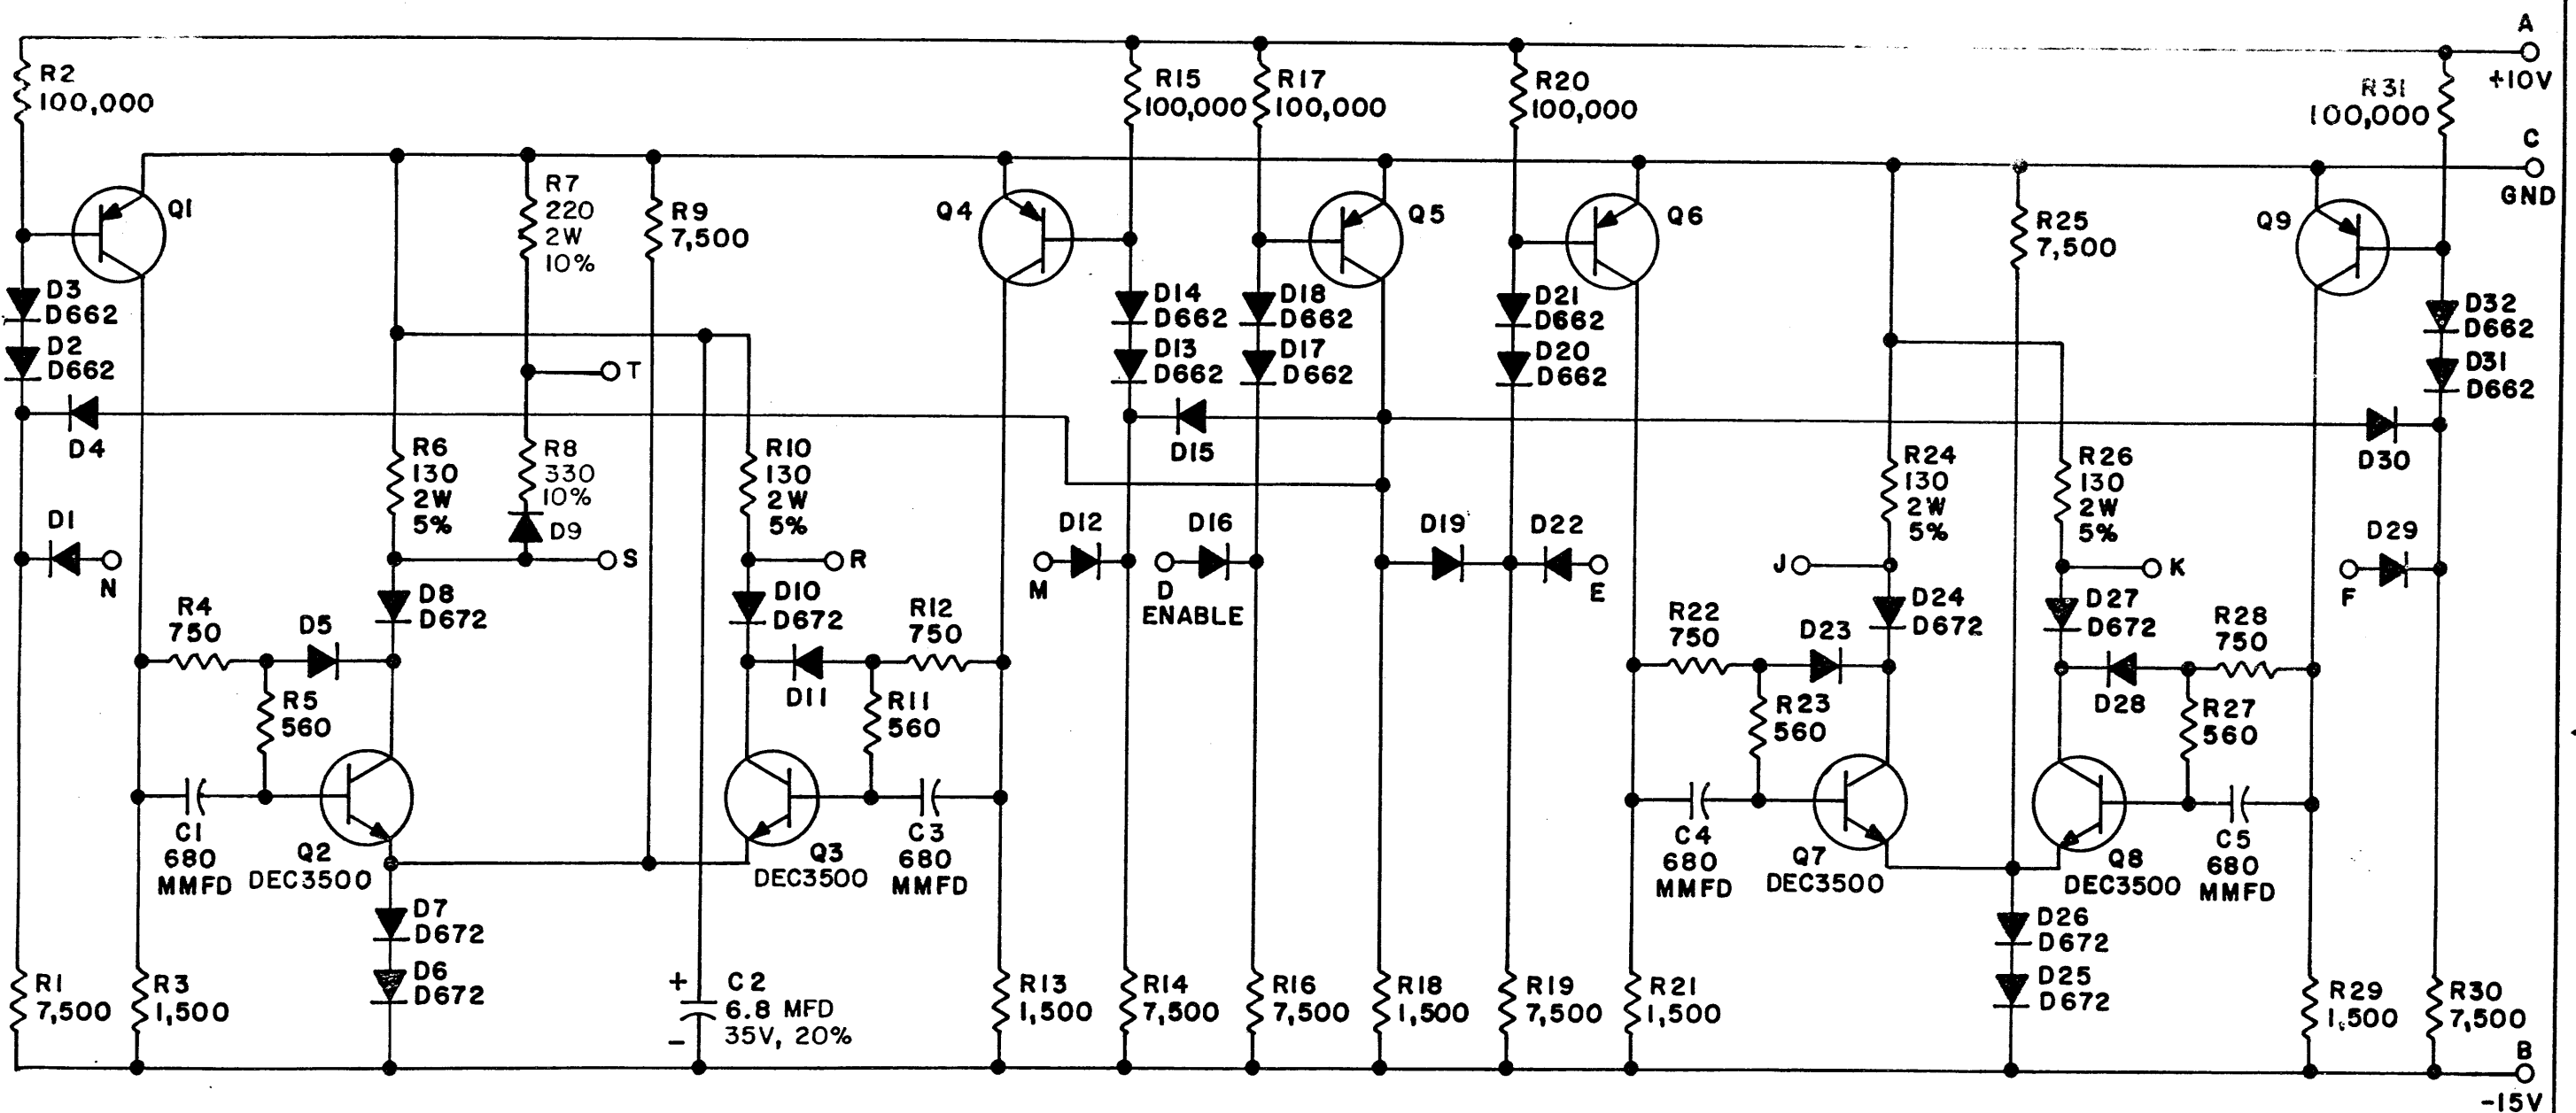 A
+10V
R2
100,000
R15
100,000
R17
100,000
R20
100,000
R31
100,000
C
GND
Q1
R7
220
2W
10%
R9
7,500
Q4
Q5
Q6
R25
7,500
Q9
D3
D662
D2
D662
D14
D662
D13
D662
D18
D662
D17
D662
D21
D662
D20
D662
D32
D662
D31
D662
T
D4
R6
130
2W
5%
R8
330
10%
D9
R10
130
2W
5%
D15
R24
130
2W
5%
R26
130
2W
5%
D30
D1
N
S
R
D12
M
D16
D
ENABLE
D19
D22
E
J
K
D29
F
R4
750
D5
D8
D672
D10
D672
R12
750
D11
R5
560
R11
560
R22
750
D23
D24
D672
D27
D672
R28
750
D28
R23
560
R27
560
C1
680
MMFD
Q2
DEC3500
Q3
DEC3500
C3
680
MMFD
C4
680
MMFD
Q7
DEC3500
Q8
DEC3500
C5
680
MMFD
D7
D672
D6
D672
D26
D672
D25
D672
R1
7,500
R3
1,500
+
C2
6.8 MFD
35V, 20%
-
R13
1,500
R14
7,500
R16
7,500
R18
1,500
R19
7,500
R21
1,500
R29
1,500
R30
7,500
B
-15V